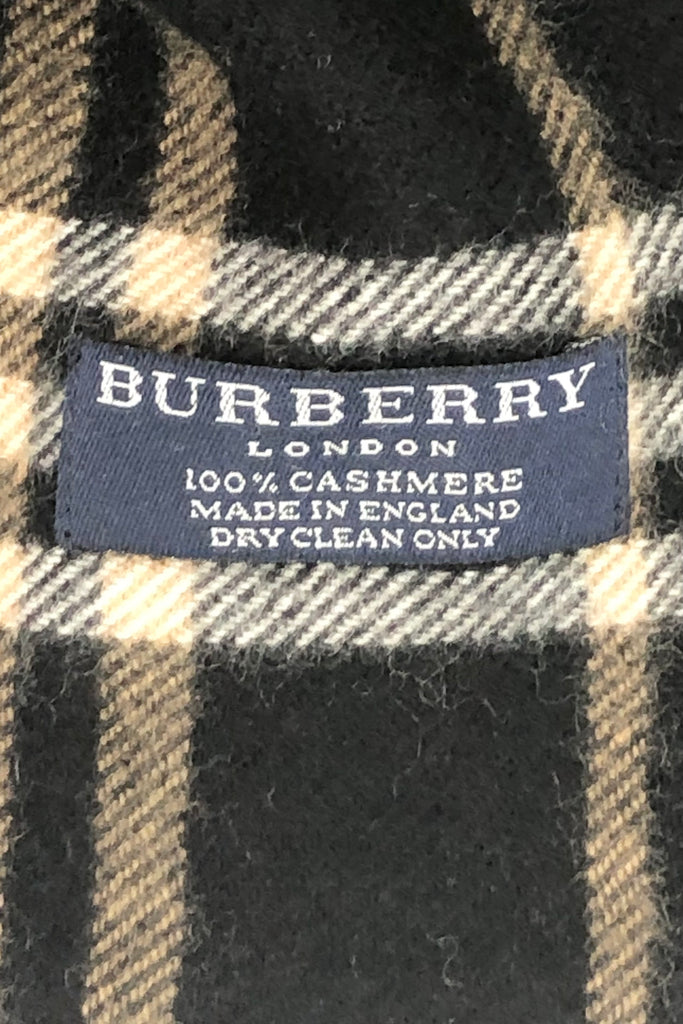 BURBERRY
LONDON
100% CASHMERE
MADE IN ENGLAND
DRY CLEAN ONLY